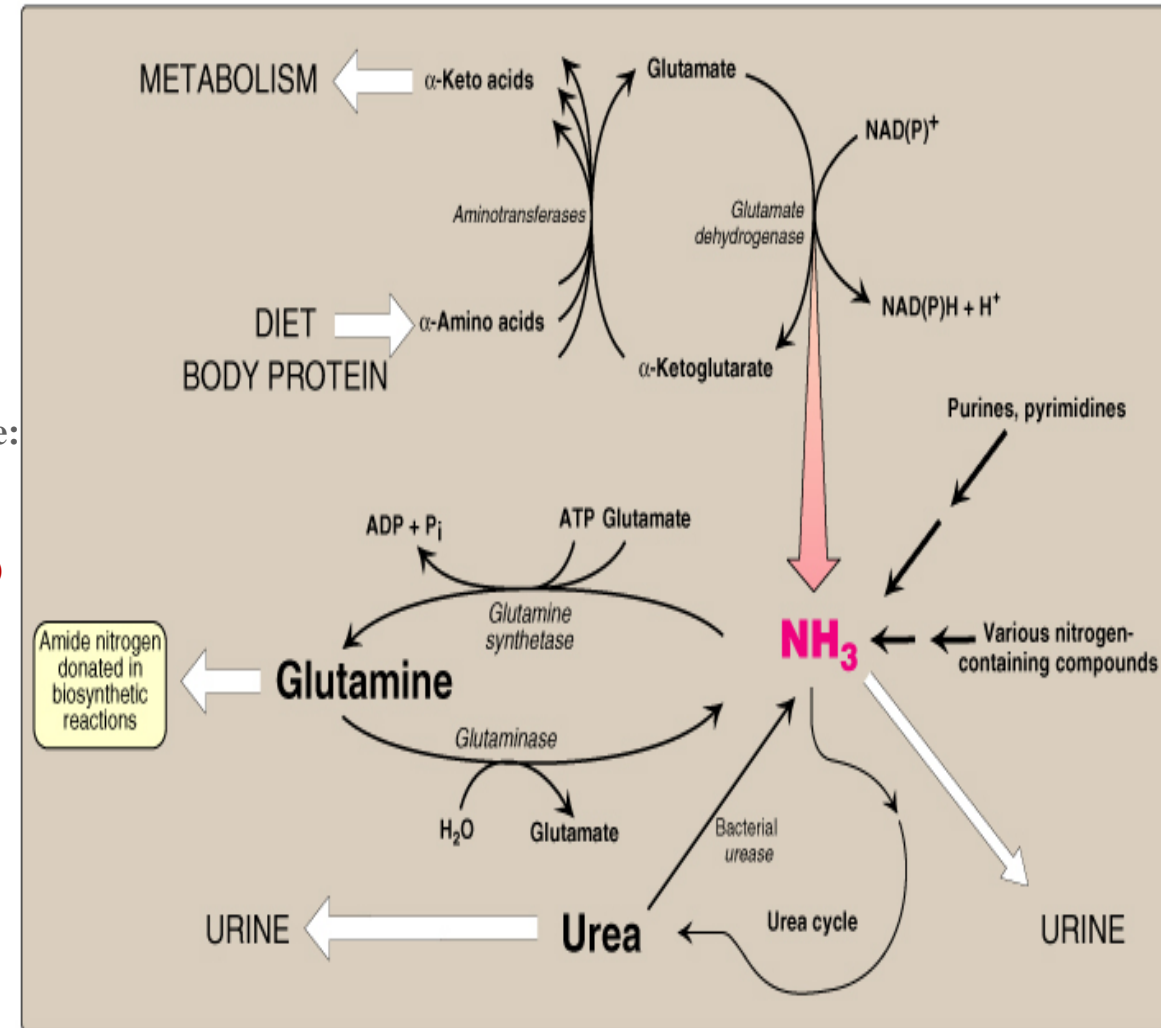 METABOLISM
α-Keto acids
Glutamate
NAD(P)+
Aminotransferases
Glutamate
dehydrogenase
NAD(P)H + H+
DIET
BODY PROTEIN
α-Amino acids
α-Ketoglutarate
e:
)
Purines, pyrimidines
ADP + Pi
ATP Glutamate
Glutamine
synthetase
NH3
Various nitrogen-
containing compounds
Amide nitrogen
donated in
biosynthetic
reactions
Glutamine
Glutaminase
H2O
Glutamate
Bacterial
urease
URINE
Urea
Urea cycle
URINE